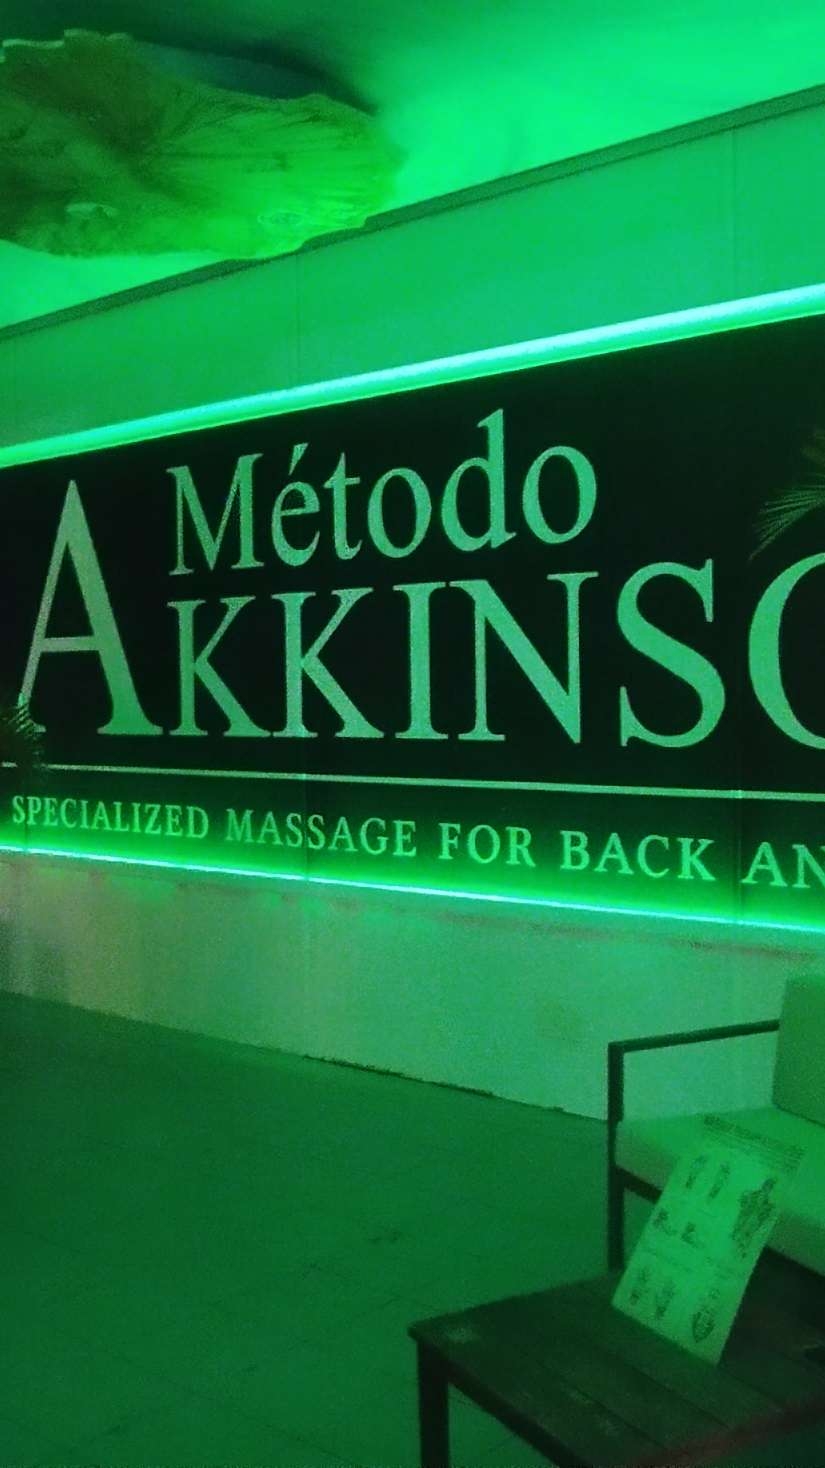 Método
AKKINSO
SPECIALIZED MASSAGE FOR BACK AN